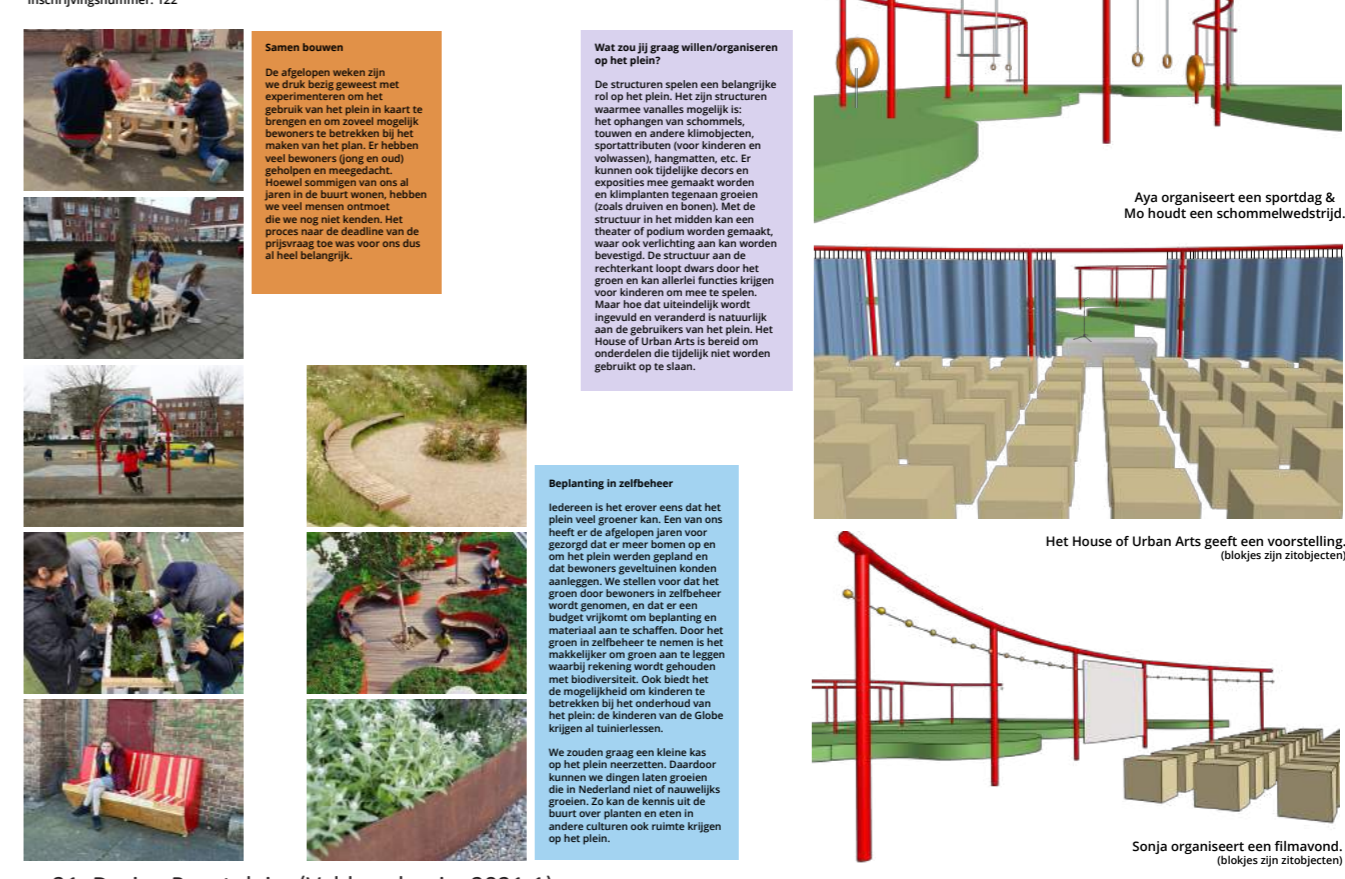 Inschrijvingsnummer: 122
Samen bouwen
De afgelopen weken zijn
we druk bezig geweest met
experimenteren om het
gebruik van het plein in kaart te
brengen en om zoveel mogelijk
bewoners te betrekken bij het
maken van het plan. Er hebben
veel bewoners (jong en oud)
geholpen en meegedacht.
Hoewel sommigen van ons al
jaren in de buurt wonen, hebben
we veel mensen ontmoet
die we nog niet kenden. Het
proces naar de deadline van de
prijsvraag toe was voor ons dus
al heel belangrijk.
Wat zou jij graag willen/organiseren
op het plein?
De structuren spelen een belangrijke
rol op het plein. Het zijn structuren
waarmee vanalles mogelijk is:
het ophangen van schommels,
touwen en andere klimobjecten,
sportattributen (voor kinderen en
volwassen), hangmatten, etc. Er
kunnen ook tijdelijke decors en
exposities mee gemaakt worden
en klimplanten tegenaan groeien
(zoals druiven en bonen). Met de
structuur in het midden kan een
theater of podium worden gemaakt,
waar ook verlichting aan kan worden
bevestigd. De structuur aan de
rechterkant loopt dwars door het
groen en kan allerlei functies krijgen
voor kinderen om mee te spelen.
Maar hoe dat uiteindelijk wordt
ingevuld en veranderd is natuurlijk
aan de gebruikers van het plein. Het
House of Urban Arts is bereid om
onderdelen die tijdelijk niet worden
gebruikt op te slaan.
Beplanting in zelfbeheer
Iedereen is het erover eens dat het
plein veel groener kan. Een van ons
heeft er de afgelopen jaren voor
gezorgd dat er meer bomen op en
om het plein werden gepland en
dat bewoners geveltuinen konden
aanleggen. We stellen voor dat het
groen door bewoners in zelfbeheer
wordt genomen, en dat er een
budget vrijkomt om beplanting en
materiaal aan te schaffen. Door het
groen in zelfbeheer te nemen is het
makkelijker om groen aan te leggen
waarbij rekening wordt gehouden
met biodiversiteit. Ook biedt het
de mogelijkheid om kinderen te
betrekken bij het onderhoud van
het plein: de kinderen van de Globe
krijgen al tuinierlessen.
We zouden graag een kleine kas
op het plein neerzetten. Daardoor
kunnen we dingen laten groeien
die in Nederland niet of nauwelijks
groeien. Zo kan de kennis uit de
buurt over planten en eten in
andere culturen ook ruimte krijgen
op het plein.
Aya organiseert een sportdag &
Mo houdt een schommelwedstrijd.
Het House of Urban Arts geeft een voorstelling.
(blokjes zijn zitobjecten)
Sonja organiseert een filmavond.
(blokjes zijn zitobjecten)